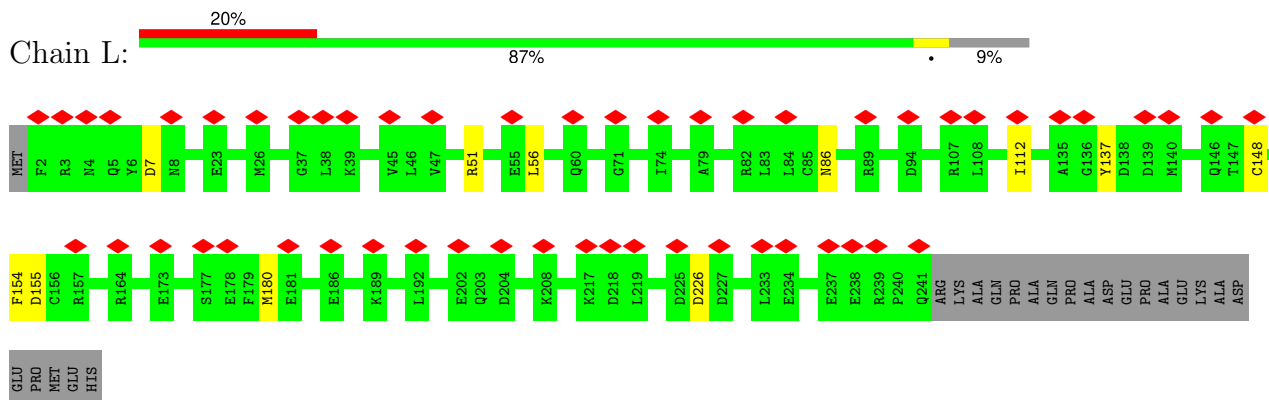 20%
Chain L:
87% • 9%
MET F2 R3 N4 Q5 Y6 D7 N8 E23 M26 G37 L38 K39 V45 L46 V47 R51 E55 L56 Q60 G71 I74 A79 R82 L83 L84 C85 N86 R89 D94 R107 L108 I112 A135 G136 Y137 D138 D139 M140 Q146 T147 C148
F154 D155 C156 R157 R164 E173 S177 E178 F179 M180 E181 E186 K189 L192 E202 Q203 D204 K208 K217 D218 L219 D225 D226 D227 L233 E234 E237 E238 R239 P240 Q241 ARG LYS ALA GLN PRO ALA GLN PRO ALA ASP GLU PRO ALA GLU LYS ALA ASP
GLU PRO MET GLU HIS